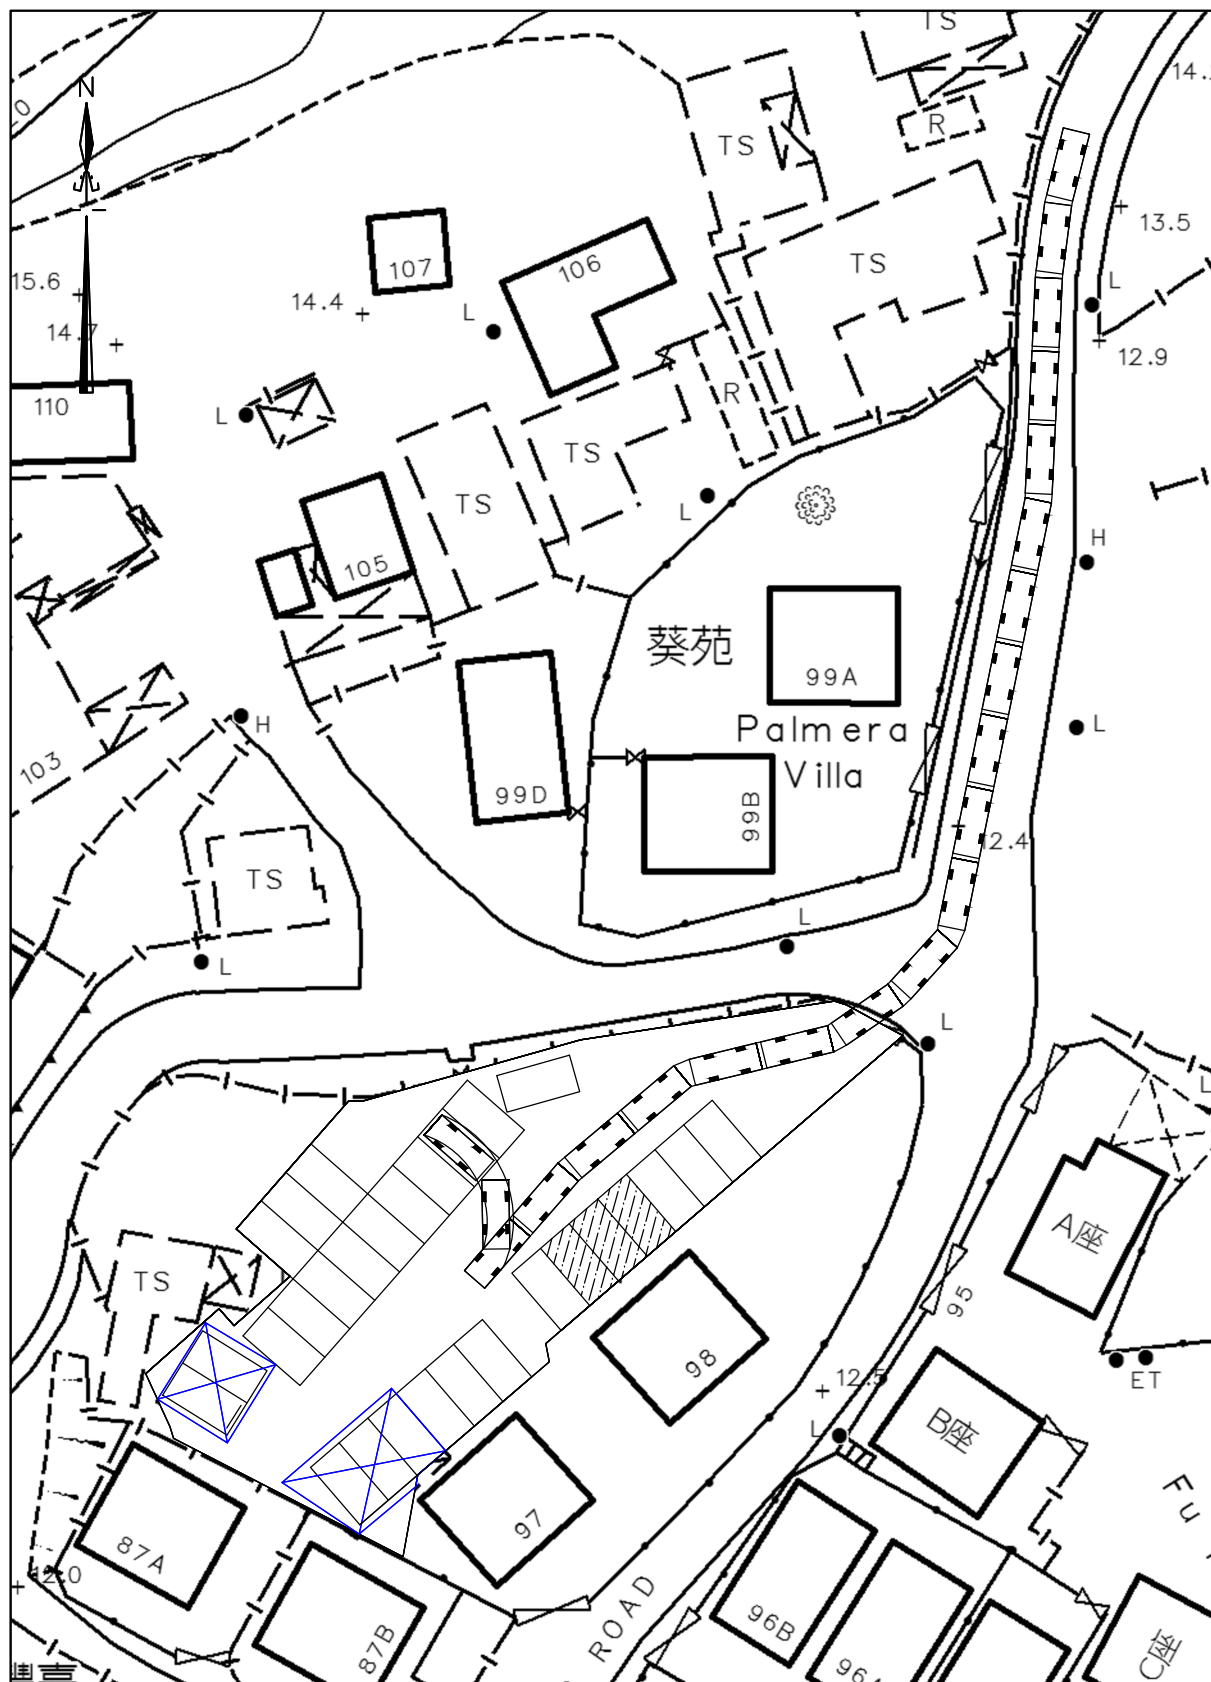 TS
14.
N
R
TS
13.5
TS
106
107
15.6
14.4
L
L
14.7
12.9
110
R
L
TS
TS
L
H
105
葵苑
99A
H
Palmera
L
103
Villa
99D
99B
12.4
TS
L
L
L
L
A座
TS
95
98
ET
12.5
L
B座
Fu
97
87A
12.0
ROAD
96B
87B
C座
96A